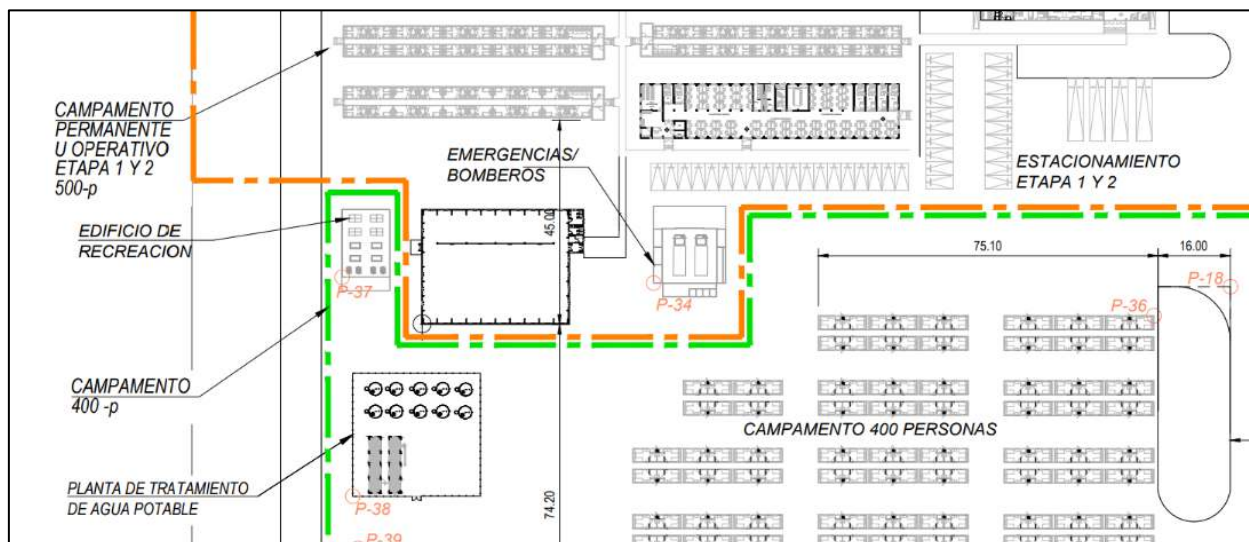 CAMPAMENTO
PERMANENTE
U OPERATIVO
ETAPA 1 Y 2
500-p
EMERGENCIAS/
BOMBEROS
ESTACIONAMIENTO
ETAPA 1 Y 2
EDIFICIO DE
RECREACION
45.00
75.10
16.00
P-37
P-34
P-18
P-36
CAMPAMENTO
400 -p
CAMPAMENTO 400 PERSONAS
PLANTA DE TRATAMIENTO
DE AGUA POTABLE
P-38
74.20
P-39